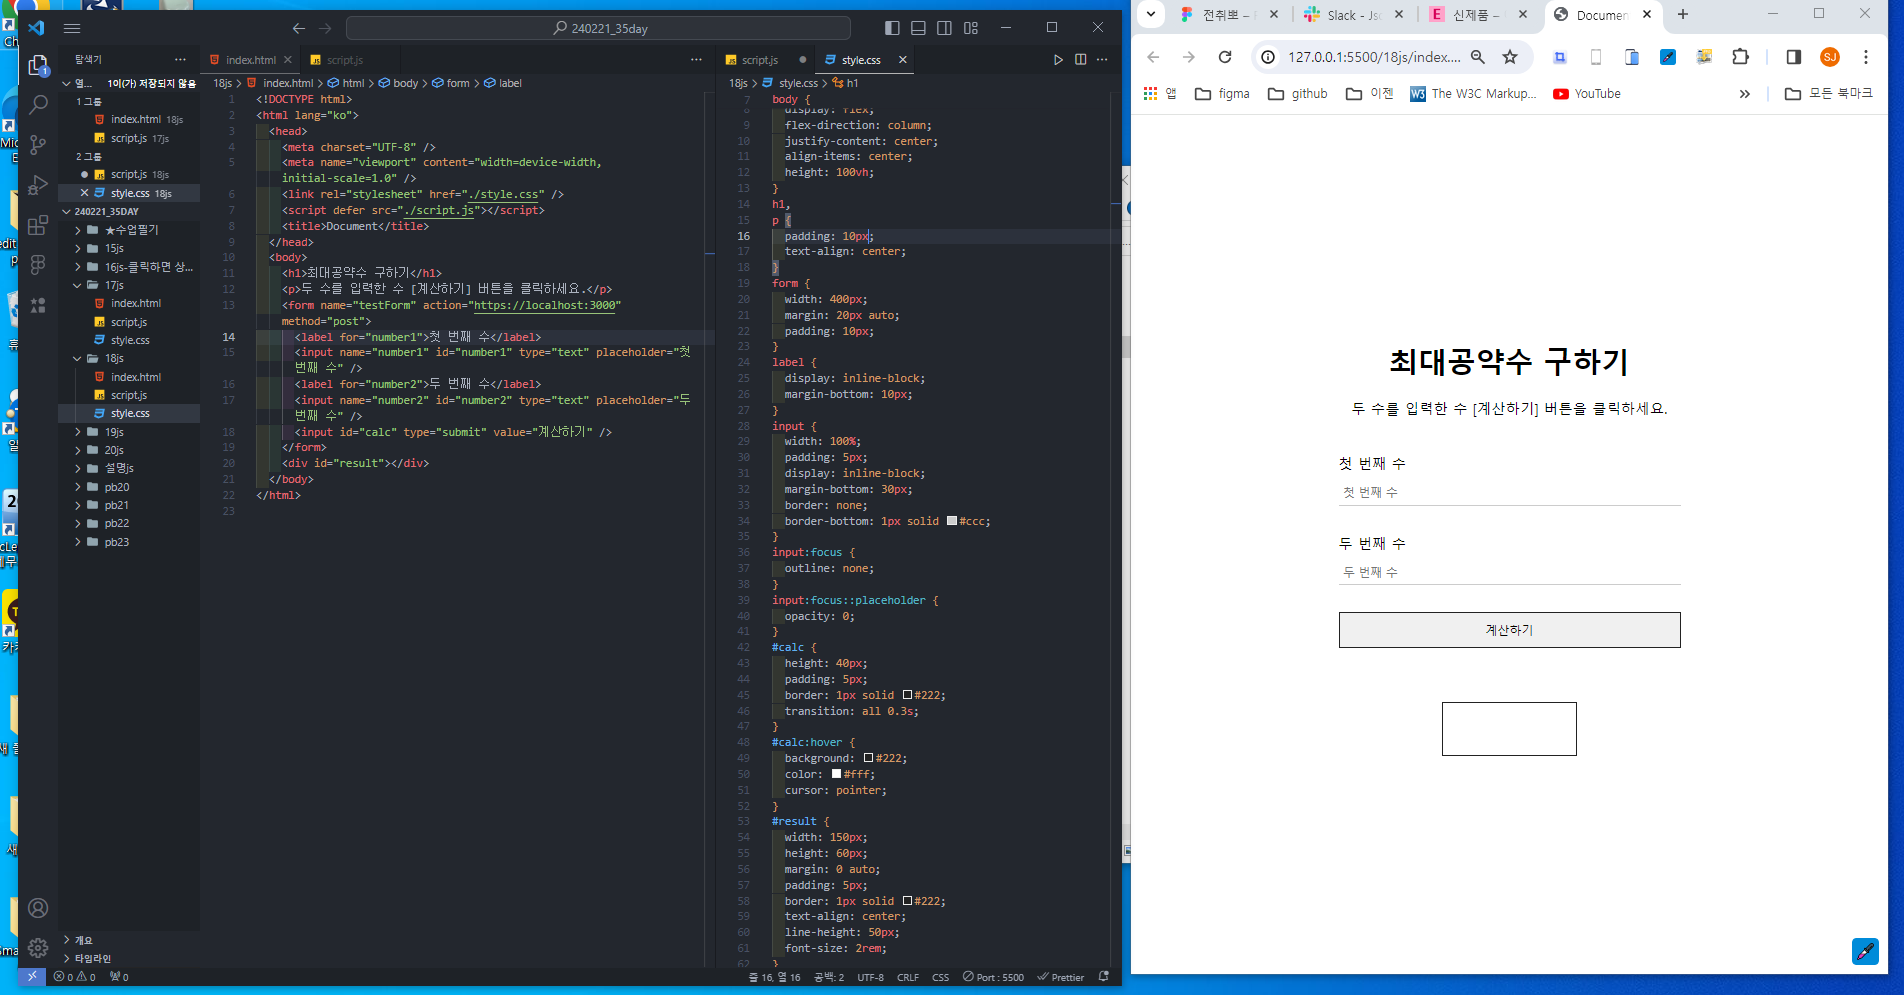 240221_35day
탐색기
열... 1이(가) 저장되지 않음
1 그룹
index.html 18js
script.js 17js
2 그룹
script.js 18js
style.css 18js
240221_35DAY
★수업필기
15js
16js-클릭하면 상...
17js
index.html
script.js
style.css
18js
index.html
script.js
style.css
19js
20js
설명js
pb20
pb21
pb22
pb23
개요
타임라인
index.html
script.js
18js > index.html > html > body > form > label
1 <!DOCTYPE html>
2 <html lang="ko">
3 <head>
4 <meta charset="UTF-8" />
5 <meta name="viewport" content="width=device-width,
initial-scale=1.0" />
6 <link rel="stylesheet" href="./style.css" />
7 <script defer src="./script.js"></script>
8 <title>Document</title>
9 </head>
10 <body>
11 <h1>최대공약수 구하기</h1>
12 <p>두 수를 입력한 수 [계산하기] 버튼을 클릭하세요.</p>
13 <form name="testForm" action="https://localhost:3000"
method="post">
14 <label for="number1">첫 번째 수</label>
15 <input name="number1" id="number1" type="text" placeholder="첫
번째 수" />
16 <label for="number2">두 번째 수</label>
17 <input name="number2" id="number2" type="text" placeholder="두
번째 수" />
18 <input id="calc" type="submit" value="계산하기" />
19 </form>
20 <div id="result"></div>
21 </body>
22 </html>
23
script.js
style.css
18js > style.css > h1
7 body {
8 display: flex;
9 flex-direction: column;
10 justify-content: center;
11 align-items: center;
12 height: 100vh;
13 }
14 h1,
15 p {
16 padding: 10px;
17 text-align: center;
18 }
19 form {
20 width: 400px;
21 margin: 20px auto;
22 padding: 10px;
23 }
24 label {
25 display: inline-block;
26 margin-bottom: 10px;
27 }
28 input {
29 width: 100%;
30 padding: 5px;
31 display: inline-block;
32 margin-bottom: 30px;
33 border: none;
34 border-bottom: 1px solid #ccc;
35 }
36 input:focus {
37 outline: none;
38 }
39 input:focus::placeholder {
40 opacity: 0;
41 }
42 #calc {
43 height: 40px;
44 padding: 5px;
45 border: 1px solid #222;
46 transition: all 0.3s;
47 }
48 #calc:hover {
49 background: #222;
50 color: #fff;
51 cursor: pointer;
52 }
53 #result {
54 width: 150px;
55 height: 60px;
56 margin: 0 auto;
57 padding: 5px;
58 border: 1px solid #222;
59 text-align: center;
60 line-height: 50px;
61 font-size: 2rem;
62 }
0 0 0
줄 16, 열 16 공백: 2 UTF-8 CRLF CSS Port : 5500 Prettier
전취뽀 –
Slack - Jsc
신제품 –
Document
127.0.0.1:5500/18js/index....
SJ
앱 figma github 이젠 The W3C Markup... YouTube 모든 북마크
최대공약수 구하기
두 수를 입력한 수 [계산하기] 버튼을 클릭하세요.
첫 번째 수
첫 번째 수
두 번째 수
두 번째 수
계산하기